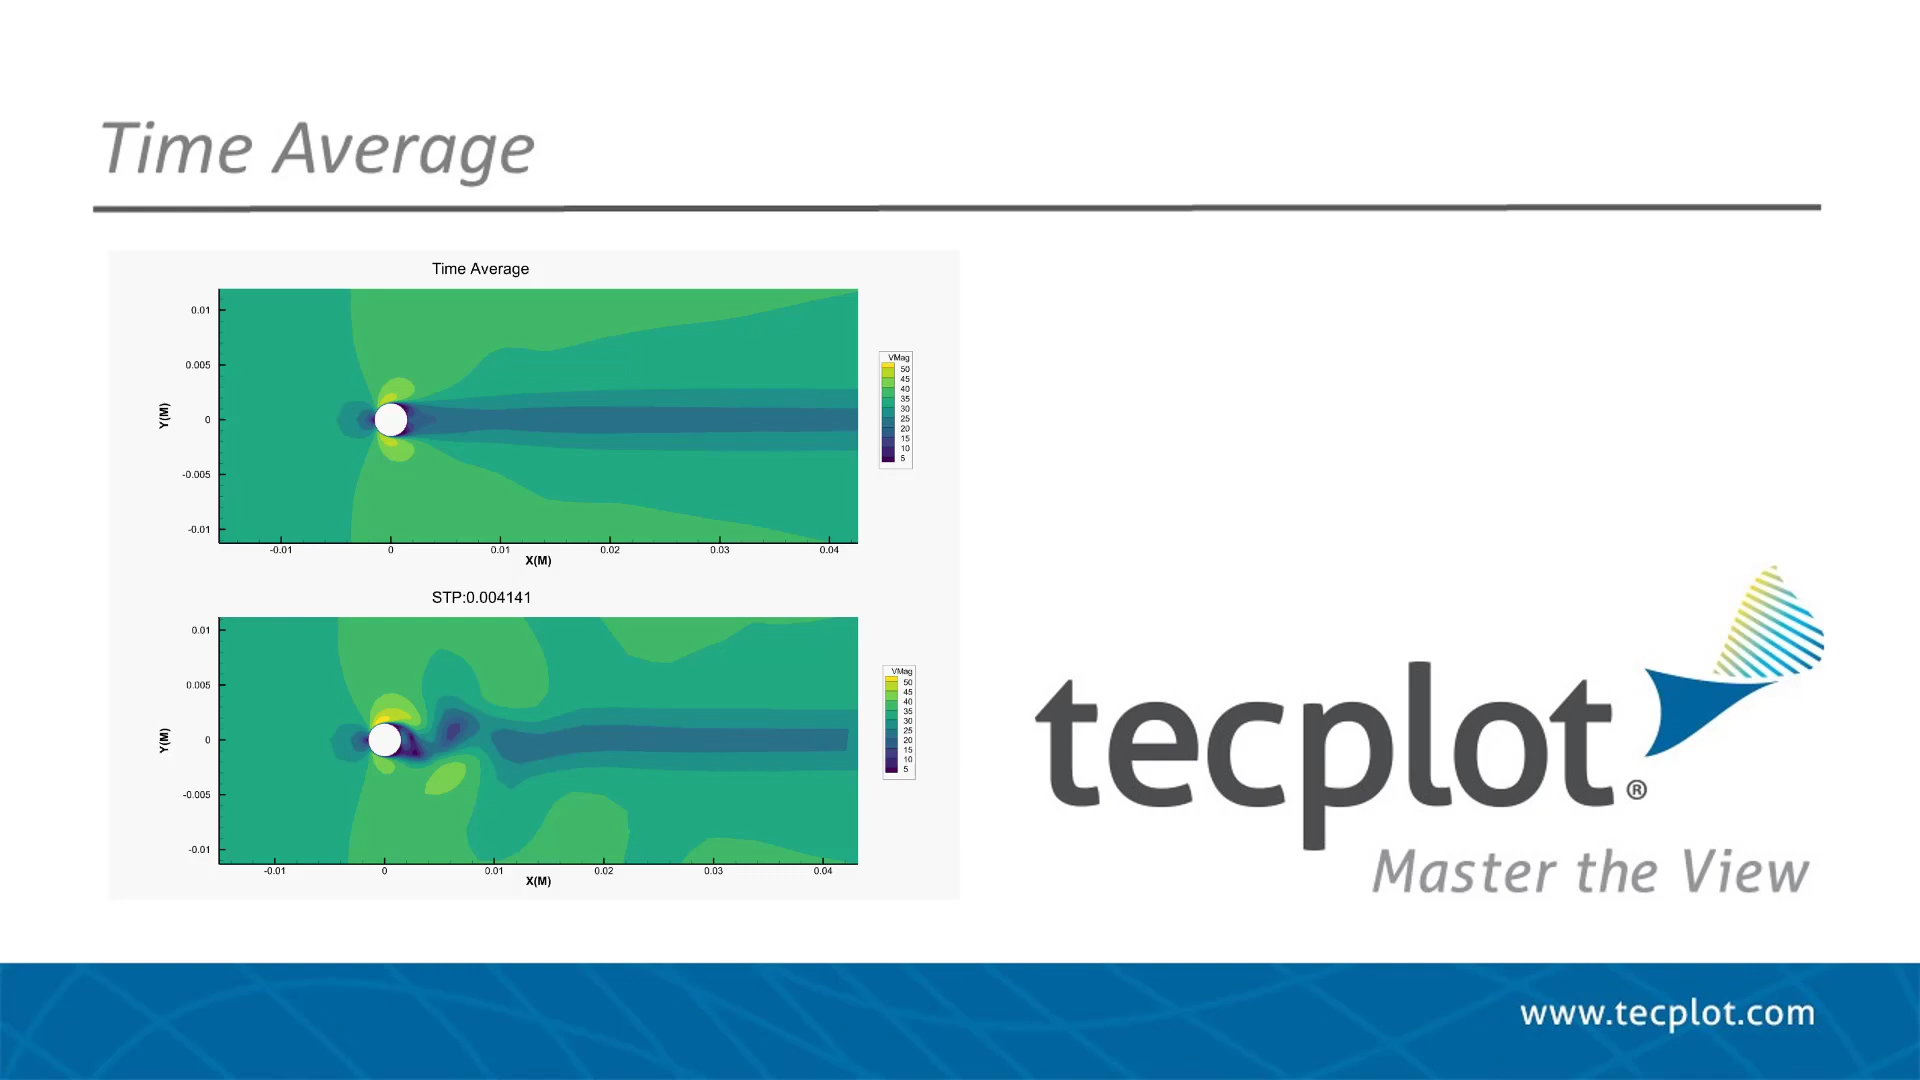 Time Average
Time Average
0.01
0.005
0
-0.005
-0.01
Y(M)
-0.01 0 0.01 0.02 0.03 0.04
X(M)
VMag
50
45
40
35
30
25
20
15
10
5
STP:0.004141
0.01
0.005
0
-0.005
-0.01
Y(M)
-0.01 0 0.01 0.02 0.03 0.04
X(M)
VMag
50
45
40
35
30
25
20
15
10
5
tecplot®
Master the View
www.tecplot.com